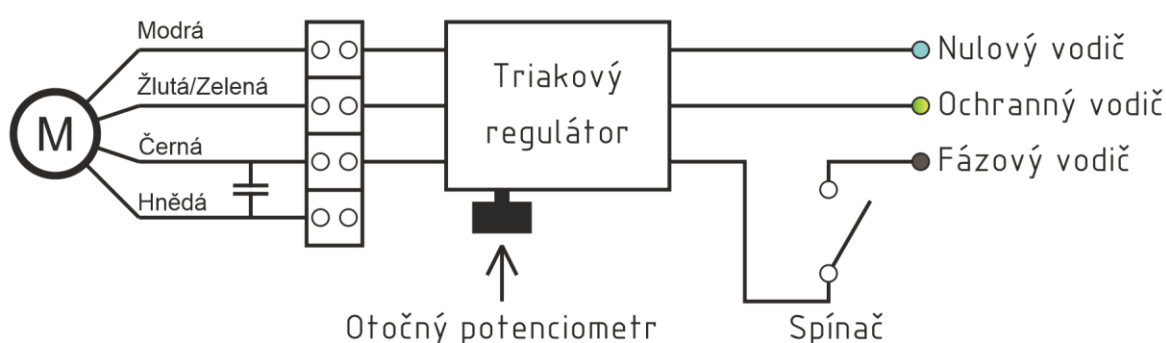 Modrá
Žlutá/Zelená
M
Černá
Hnědá
Triakový
regulátor
Nulový vodič
Ochranný vodič
Fázový vodič
Otočný potenciometr
Spínač